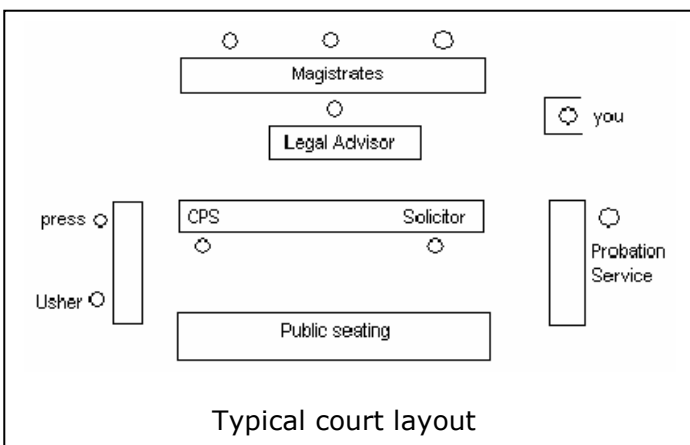 Magistrates
you
Legal Advisor
press
CPS
Solicitor
Probation
Service
Usher
Public seating
Typical court layout